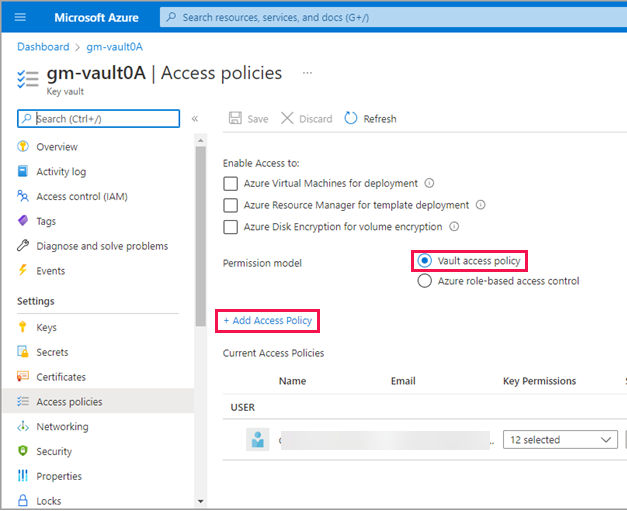 Microsoft Azure
Search resources, services, and docs (G+/)
Dashboard > gm-vault0A
gm-vault0A | Access policies ...
Key vault
Search (Ctrl+/)
«
Save
Discard
Refresh
Overview
Activity log
Access control (IAM)
Tags
Diagnose and solve problems
Events
Settings
Keys
Secrets
Certificates
Access policies
Networking
Security
Properties
Locks
Enable Access to:
Azure Virtual Machines for deployment
Azure Resource Manager for template deployment
Azure Disk Encryption for volume encryption
Permission model
Vault access policy
Azure role-based access control
+ Add Access Policy
Current Access Policies
Name Email Key Permissions
USER
12 selected